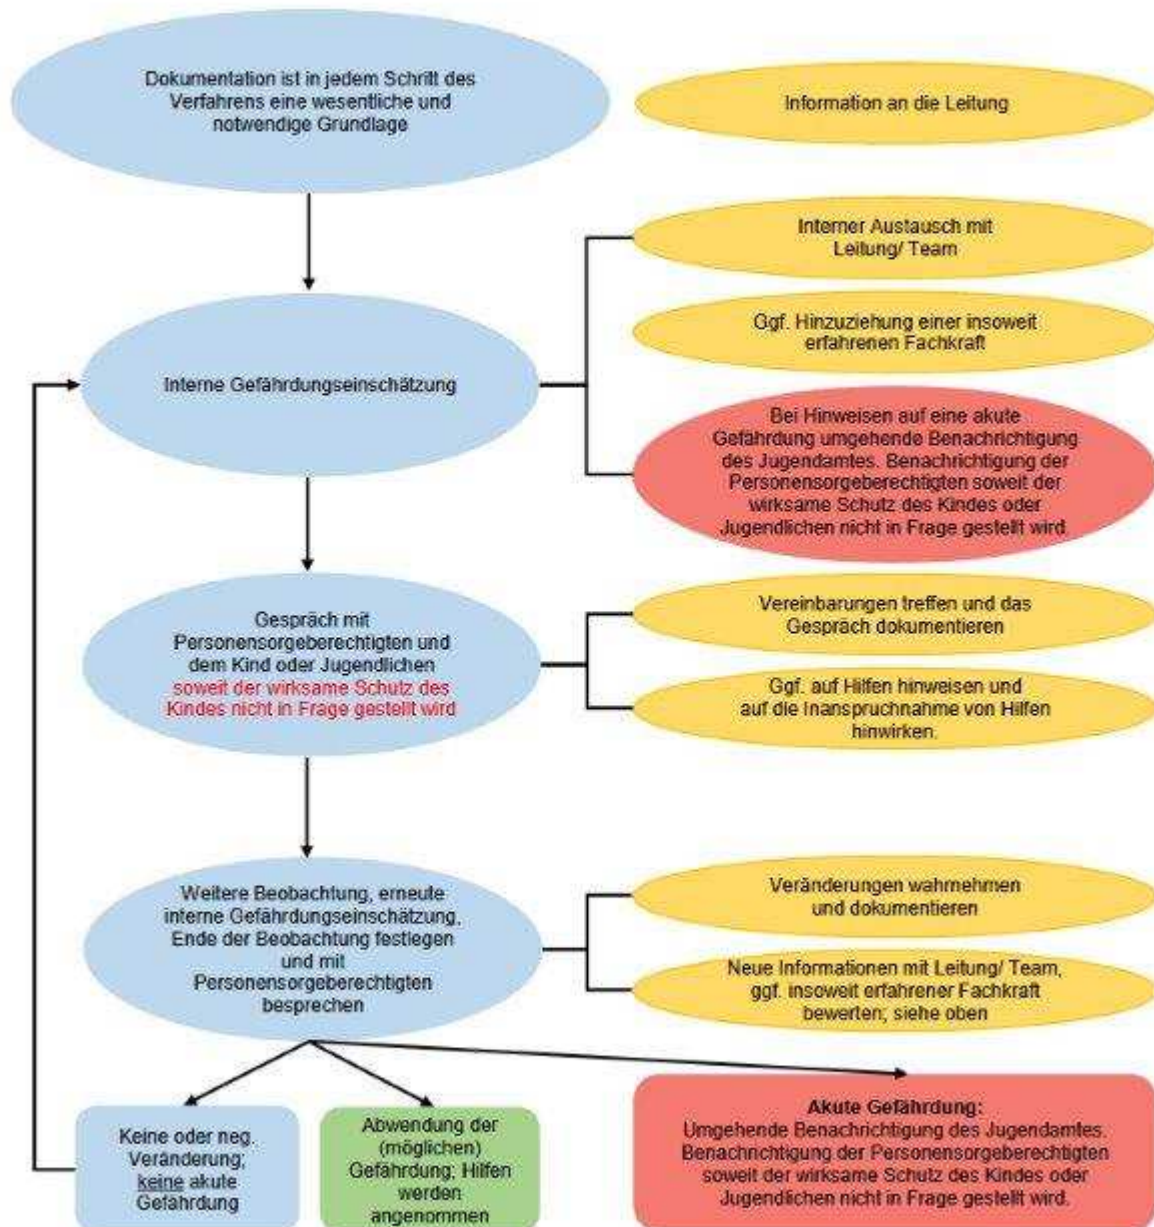 Dokumentation ist in jedem Schritt des
Verfahrens eine wesentliche und
notwendige Grundlage
Information an die Leitung
Interne Gefährdungseinschätzung
Interner Austausch mit
Leitung/ Team
Ggf. Hinzuziehung einer insoweit
erfahrenen Fachkraft
Bei Hinweisen auf eine akute
Gefährdung umgehende Benachrichtigung
des Jugendamtes. Benachrichtigung der
Personensorgeberechtigten soweit der
wirksame Schutz des Kindes oder
Jugendlichen nicht in Frage gestellt wird.
Gespräch mit
Personensorgeberechtigten und
dem Kind oder Jugendlichen
soweit der wirksame Schutz des
Kindes nicht in Frage gestellt wird
Vereinbarungen treffen und das
Gespräch dokumentieren
Ggf. auf Hilfen hinweisen und
auf die Inanspruchnahme von Hilfen
hinwirken.
Weitere Beobachtung, erneute
interne Gefährdungseinschätzung,
Ende der Beobachtung festlegen
und mit
Personensorgeberechtigten
besprechen
Veränderungen wahrnehmen
und dokumentieren
Neue Informationen mit Leitung/ Team,
ggf. insoweit erfahrener Fachkraft
bewerten; siehe oben
Keine oder neg.
Veränderung;
keine akute
Gefährdung
Abwendung der
(möglichen)
Gefährdung; Hilfen
werden
angenommen
Akute Gefährdung:
Umgehende Benachrichtigung des Jugendamtes.
Benachrichtigung der Personensorgeberechtigten
soweit der wirksame Schutz des Kindes oder
Jugendlichen nicht in Frage gestellt wird.